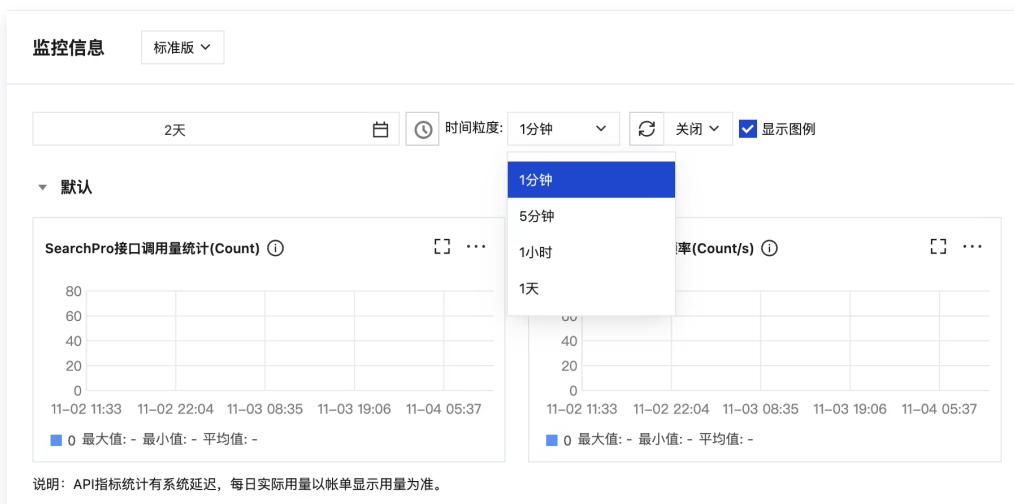 监控信息
标准版
2天
时间粒度:
1分钟
关闭
显示图例
1分钟
5分钟
1小时
1天
默认
SearchPro接口调用量统计(Count)
80
60
40
20
0
11-02 11:33 11-02 22:04 11-03 08:35 11-03 19:06 11-04 05:37
0 最大值: - 最小值: - 平均值: -
率(Count/s)
60
40
20
0
11-02 11:33 11-02 22:04 11-03 08:35 11-03 19:06 11-04 05:37
0 最大值: - 最小值: - 平均值: -
说明：API指标统计有系统延迟，每日实际用量以帐单显示用量为准。